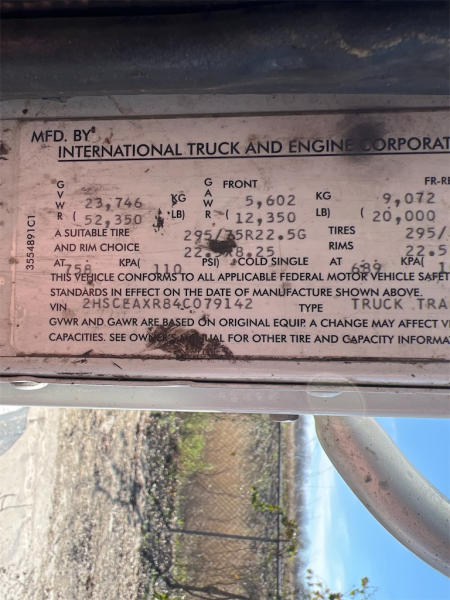 MFD. BY
INTERNATIONAL TRUCK AND ENGINE CORPORAT
GVWR 23,746 KG GAWR FRONT 5,602 KG 9,072 FR-RE
( 52,350 LB) ( 12,350 LB) ( 20,000
A SUITABLE TIRE 295/75R22.5G TIRES 295/
AND RIM CHOICE 22.5X8.25 RIMS 22.5
AT 758 KPA( 110 PSI) COLD SINGLE AT 689 KPA(
THIS VEHICLE CONFORMS TO ALL APPLICABLE FEDERAL MOTOR VEHICLE SAFET
STANDARDS IN EFFECT ON THE DATE OF MANUFACTURE SHOWN ABOVE.
VIN 2HSCEAXR84C079142 TYPE TRUCK TRA
GVWR AND GAWR ARE BASED ON ORIGINAL EQUIP. A CHANGE MAY AFFECT VE
CAPACITIES. SEE OWNER'S MANUAL FOR OTHER TIRE AND CAPACITY INFORMA
3554891C1